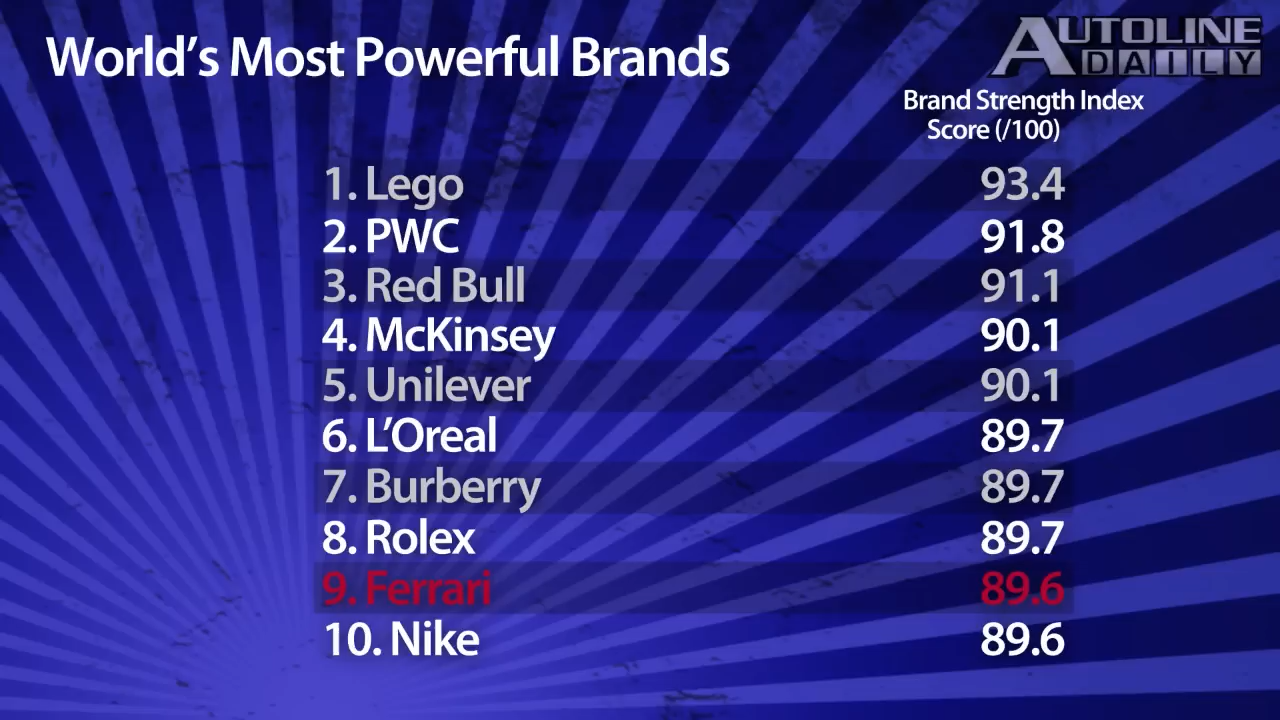 World's Most Powerful Brands
AUTOLINE
DAILY
Brand Strength Index
Score (/100)
1. Lego 93.4
2. PWC 91.8
3. Red Bull 91.1
4. McKinsey 90.1
5. Unilever 90.1
6. L'Oreal 89.7
7. Burberry 89.7
8. Rolex 89.7
9. Ferrari 89.6
10. Nike 89.6